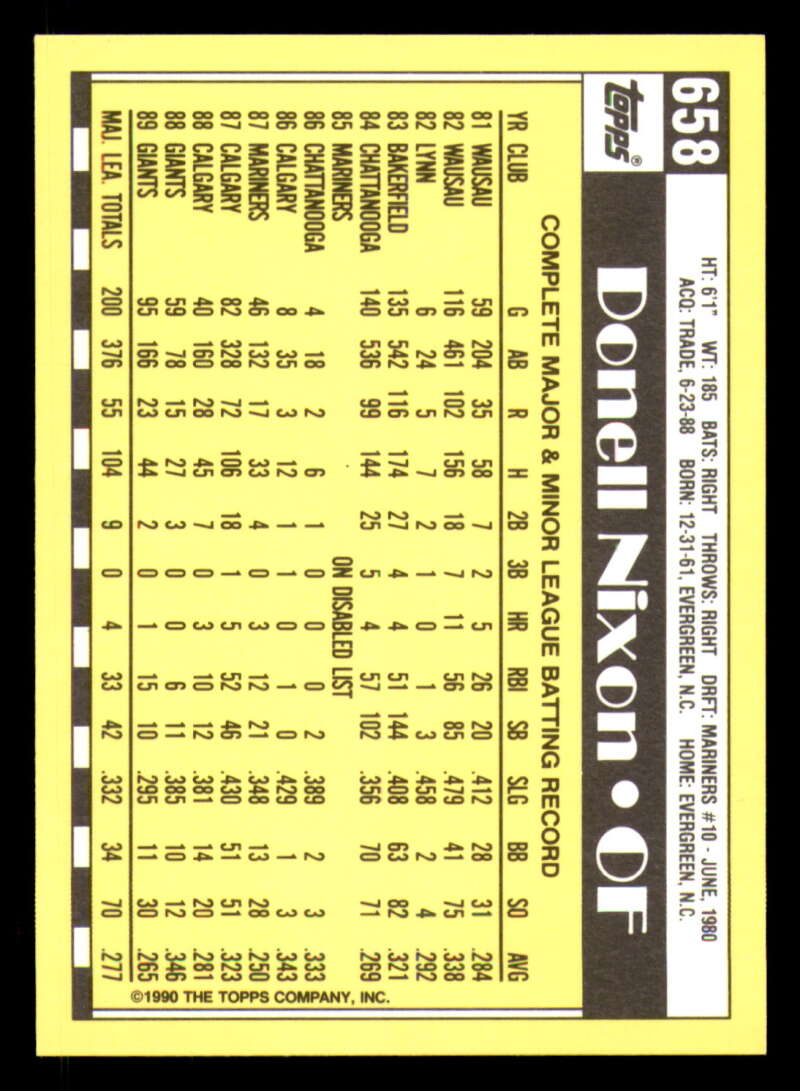 658
topps®
HT: 6'1" WT: 185 BATS: RIGHT THROWS: RIGHT DRFT: MARINERS #10 - JUNE, 1980
ACQ: TRADE, 6-23-88 BORN: 12-31-61, EVERGREEN, N.C. HOME: EVERGREEN, N.C.
Donell Nixon • OF
COMPLETE MAJOR & MINOR LEAGUE BATTING RECORD
YR CLUB G AB R H 2B 3B HR RBI SB SLG BB SO AVG
81 WAUSAU 59 204 35 58 7 2 5 26 20 .412 28 31 .284
82 WAUSAU 116 461 102 156 18 7 11 56 85 .479 41 75 .338
82 LYNN 6 24 5 7 2 1 0 1 3 .458 2 4 .292
83 BAKERFIELD 135 542 116 174 27 4 4 51 144 .408 63 82 .321
84 CHATTANOOGA 140 536 99 144 25 5 4 57 102 .356 70 71 .269
85 MARINERS ON DISABLED LIST
86 CHATTANOOGA 4 18 2 6 1 0 0 0 2 .389 2 3 .333
86 CALGARY 8 35 3 12 1 1 0 1 0 .429 1 3 .343
87 MARINERS 46 132 17 33 4 0 3 12 21 .348 13 28 .250
87 CALGARY 82 328 72 106 18 1 5 52 46 .430 51 51 .323
88 CALGARY 40 160 28 45 7 0 3 10 12 .381 14 20 .281
88 GIANTS 59 78 15 27 3 0 0 6 11 .385 10 12 .346
89 GIANTS 95 166 23 44 2 0 1 15 10 .295 11 30 .265
MAJ. LEA. TOTALS 200 376 55 104 9 0 4 33 42 .332 34 70 .277
©1990 THE TOPPS COMPANY, INC.